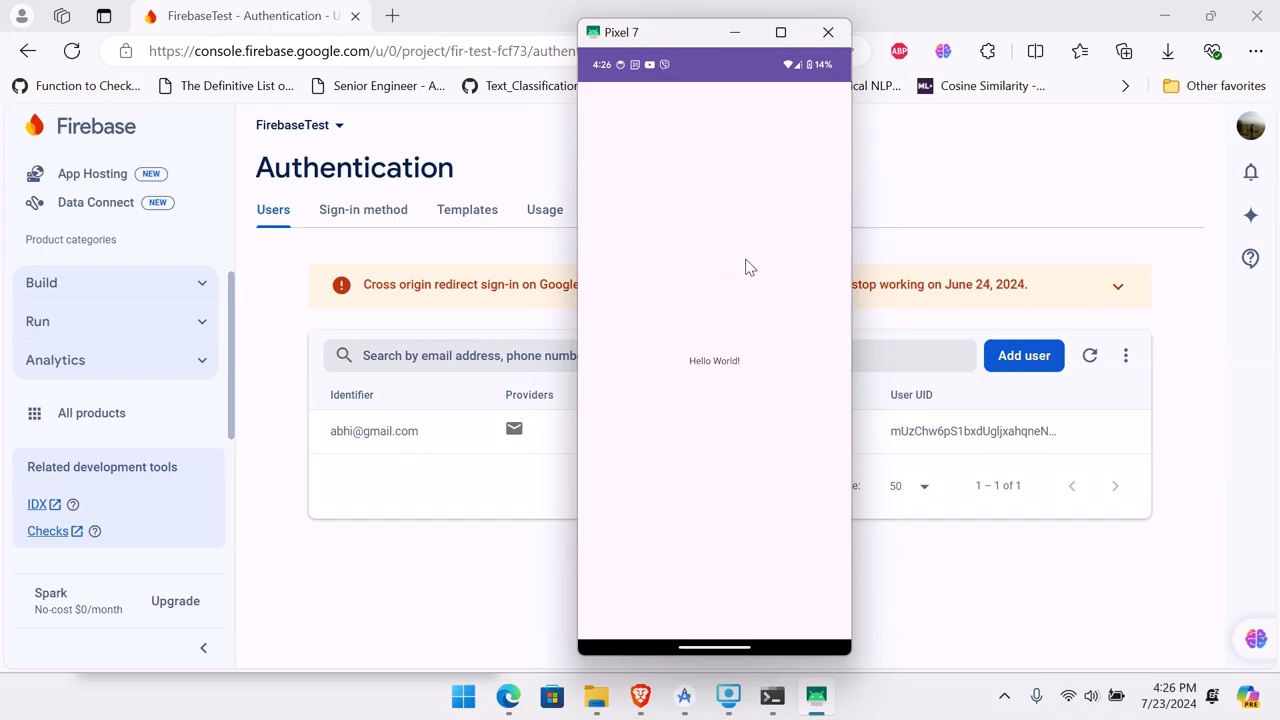 FirebaseTest - Authentication - U
https://console.firebase.google.com/u/0/project/fir-test-fcf73/authen
ABP
Function to Check...
The Definitive List o...
Senior Engineer - A...
Text_Classification
ical NLP...
ML+
Cosine Similarity -...
Other favorites
Pixel 7
4:26
14%
Hello World!
Firebase
App Hosting NEW
Data Connect NEW
Product categories
Build
Run
Analytics
All products
Related development tools
IDX
Checks
Spark
No-cost $0/month
Upgrade
FirebaseTest
Authentication
Users Sign-in method Templates Usage
Cross origin redirect sign-in on Google
stop working on June 24, 2024.
Search by email address, phone numb
Add user
Identifier Providers User UID
abhi@gmail.com mUzChw6pS1bxdUgljxahqneN...
e: 50 1 – 1 of 1
4:26 PM
7/23/2024
PRE